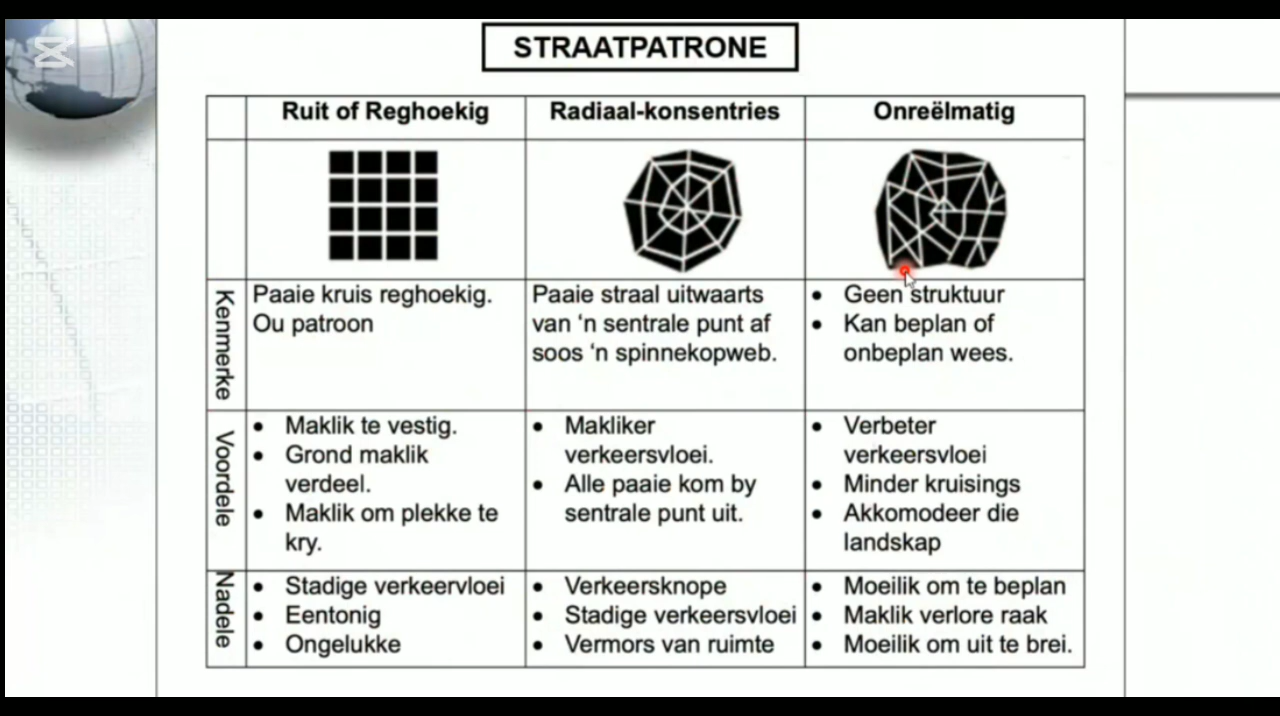 STRAATPATRONE
Ruit of Reghoekig
Radiaal-konsentries
Onreëlmatig
Kenmerke
Paaie kruis reghoekig.
Ou patroon
Paaie straal uitwaarts
van ‘n sentrale punt af
soos ‘n spinnekopweb.
• Geen struktuur
• Kan beplan of
onbeplan wees.
Voordele
• Maklik te vestig.
• Grond maklik
verdeel.
• Maklik om plekke te
kry.
• Makliker
verkeersvloei.
• Alle paaie kom by
sentrale punt uit.
• Verbeter
verkeersvloei
• Minder kruisings
• Akkomodeer die
landskap
Nadele
• Stadige verkeervloei
• Eentonig
• Ongelukke
• Verkeersknope
• Stadige verkeersvloei
• Vermors van ruimte
• Moeilik om te beplan
• Maklik verlore raak
• Moeilik om uit te brei.